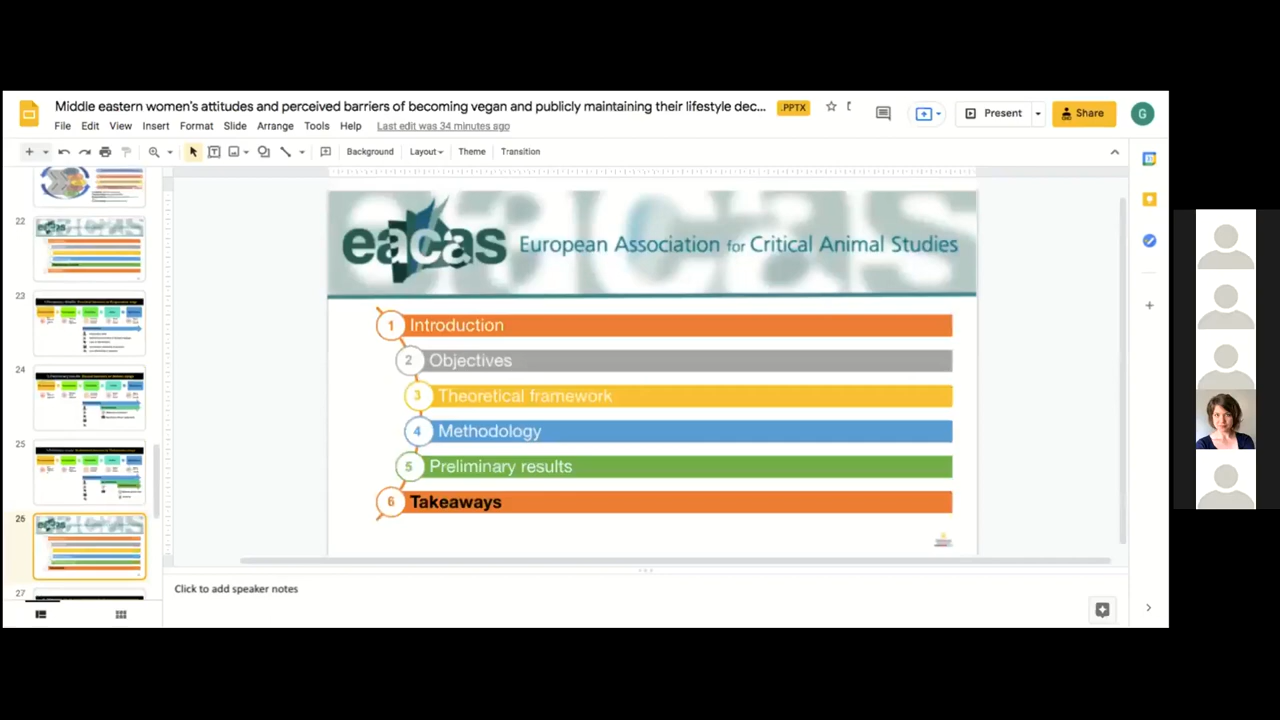 Middle eastern women's attitudes and perceived barriers of becoming vegan and publicly maintaining their lifestyle dec... .PPTX
Present
Share
G
File Edit View Insert Format Slide Arrange Tools Help Last edit was 34 minutes ago
Background Layout Theme Transition
22
23
24
25
26
27
eacas European Association for Critical Animal Studies
1 Introduction
2 Objectives
3 Theoretical framework
4 Methodology
5 Preliminary results
6 Takeaways
Click to add speaker notes